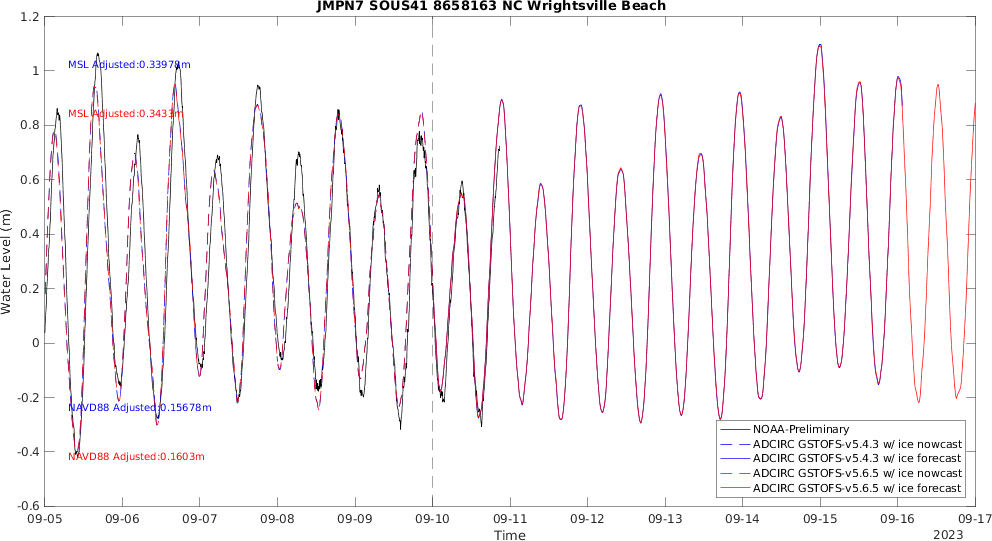 JMPN7 SOUS41 8658163 NC Wrightsville Beach
1.2
1
0.8
0.6
0.4
0.2
0
-0.2
-0.4
-0.6
Water Level (m)
MSL Adjusted:0.33978m
MSL Adjusted:0.3433m
NAVD88 Adjusted:0.15678m
NAVD88 Adjusted:0.1603m
NOAA-Preliminary
ADCIRC GSTOFS-v5.4.3 w/ ice nowcast
ADCIRC GSTOFS-v5.4.3 w/ ice forecast
ADCIRC GSTOFS-v5.6.5 w/ ice nowcast
ADCIRC GSTOFS-v5.6.5 w/ ice forecast
09-05 09-06 09-07 09-08 09-09 09-10 09-11 09-12 09-13 09-14 09-15 09-16 09-17
Time
2023